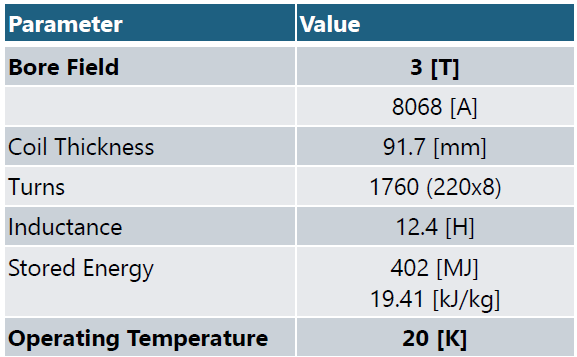 Parameter Value
Bore Field 3 [T]
8068 [A]
Coil Thickness 91.7 [mm]
Turns 1760 (220x8)
Inductance 12.4 [H]
Stored Energy 402 [MJ]
19.41 [kJ/kg]
Operating Temperature 20 [K]